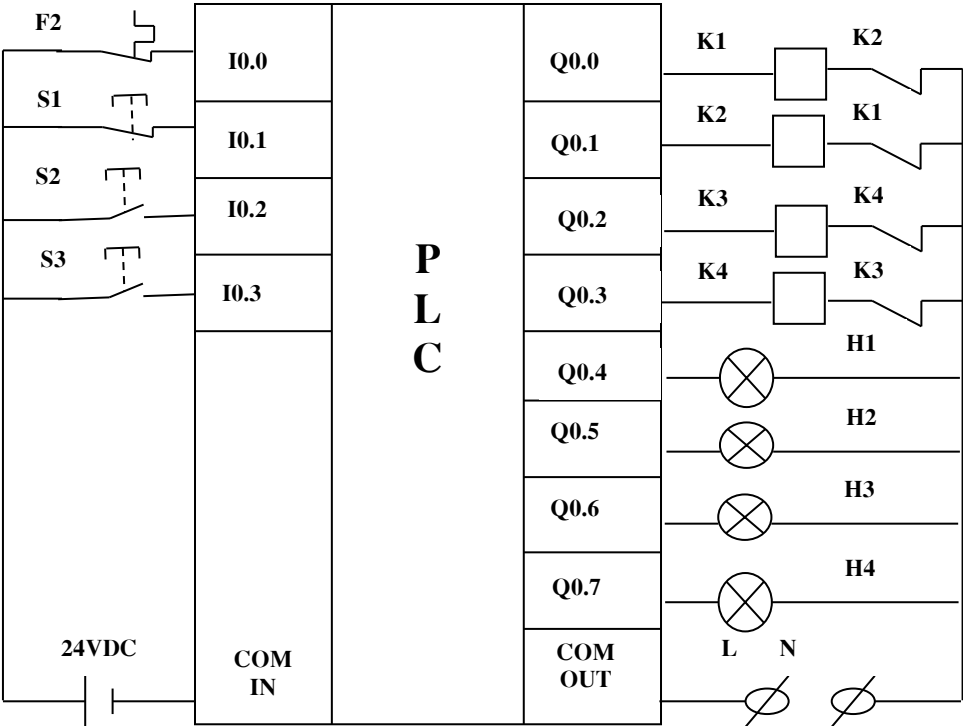 F2
S1
S2
S3
I0.0
I0.1
I0.2
I0.3
24VDC
COM
IN
P
L
C
Q0.0
Q0.1
Q0.2
Q0.3
Q0.4
Q0.5
Q0.6
Q0.7
COM
OUT
K1 K2
K2 K1
K3 K4
K4 K3
H1
H2
H3
H4
L N